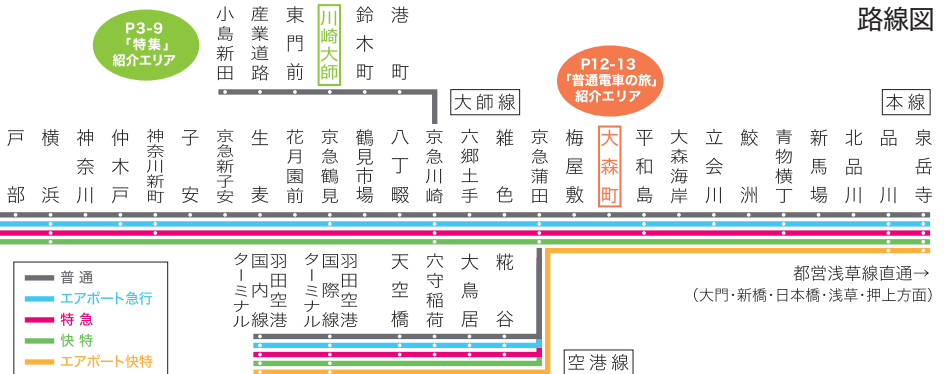 路線図
P3-9
「特集」
紹介エリア
小島新田
産業道路
東門前
川崎大師
鈴木町
港町
大師線
P12-13
「普通電車の旅」
紹介エリア
本線
戸部
横浜
神奈川
仲木戸
神奈川新町
子安
京急新子安
生麦
花月園前
京急鶴見
鶴見市場
八丁畷
京急川崎
六郷土手
雑色
京急蒲田
梅屋敷
大森町
平和島
大森海岸
立会川
鮫洲
青物横丁
新馬場
北品川
品川
泉岳寺
羽田空港
国内線
ターミナル
羽田空港
国際線
ターミナル
天空橋
穴守稲荷
大鳥居
糀谷
都営浅草線直通→
(大門・新橋・日本橋・浅草・押上方面)
普通
エアポート急行
特急
快特
エアポート快特
空港線